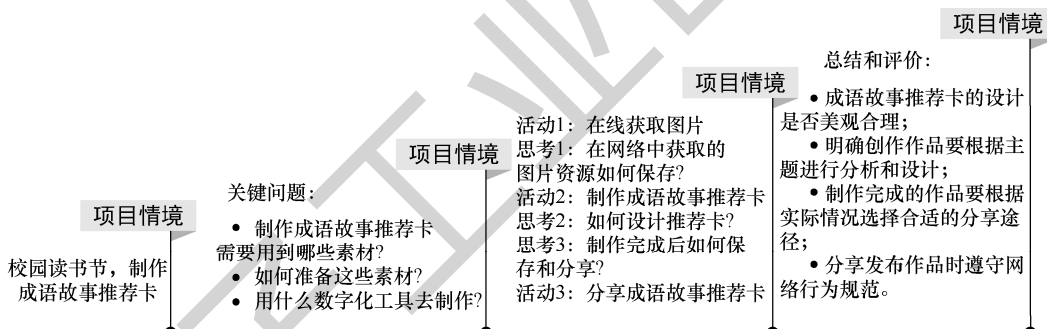 项目情境
校园读书节，制作
成语故事推荐卡
项目情境
关键问题：
• 制作成语故事推荐卡
需要用到哪些素材?
• 如何准备这些素材?
• 用什么数字化工具去制作?
项目情境
活动1：在线获取图片
思考1：在网络中获取的
图片资源如何保存?
活动2：制作成语故事推荐卡
思考2：如何设计推荐卡?
思考3：制作完成后如何保
存和分享?
活动3：分享成语故事推荐卡
项目情境
总结和评价：
• 成语故事推荐卡的设计
是否美观合理；
• 明确创作作品要根据主
题进行分析和设计；
• 制作完成的作品要根据
实际情况选择合适的分享途
径；
• 分享发布作品时遵守网
络行为规范。